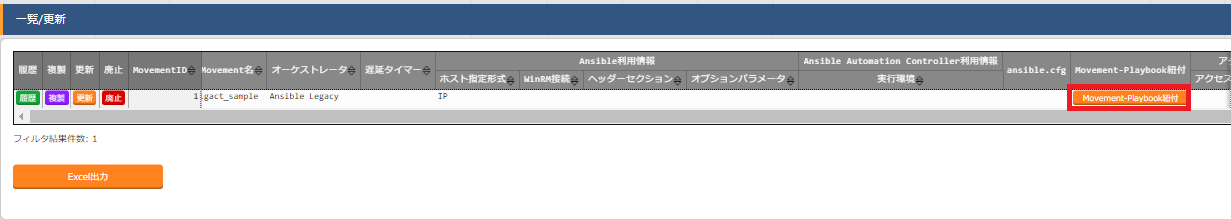 一覧/更新
Ansible利用情報 Ansible Automation Controller利用情報
履歴 複製 更新 廃止 MovementID Movement名 オーケストレータ 遅延タイマー ansible.cfg Movement-Playbook紐付
ホスト指定形式 WinRM接続 ヘッダーセクション オプションパラメータ 実行環境 アクセス
履歴 複製 更新 廃止 1 gact_sample Ansible Legacy IP Movement-Playbook紐付
フィルタ結果件数: 1
Excel出力